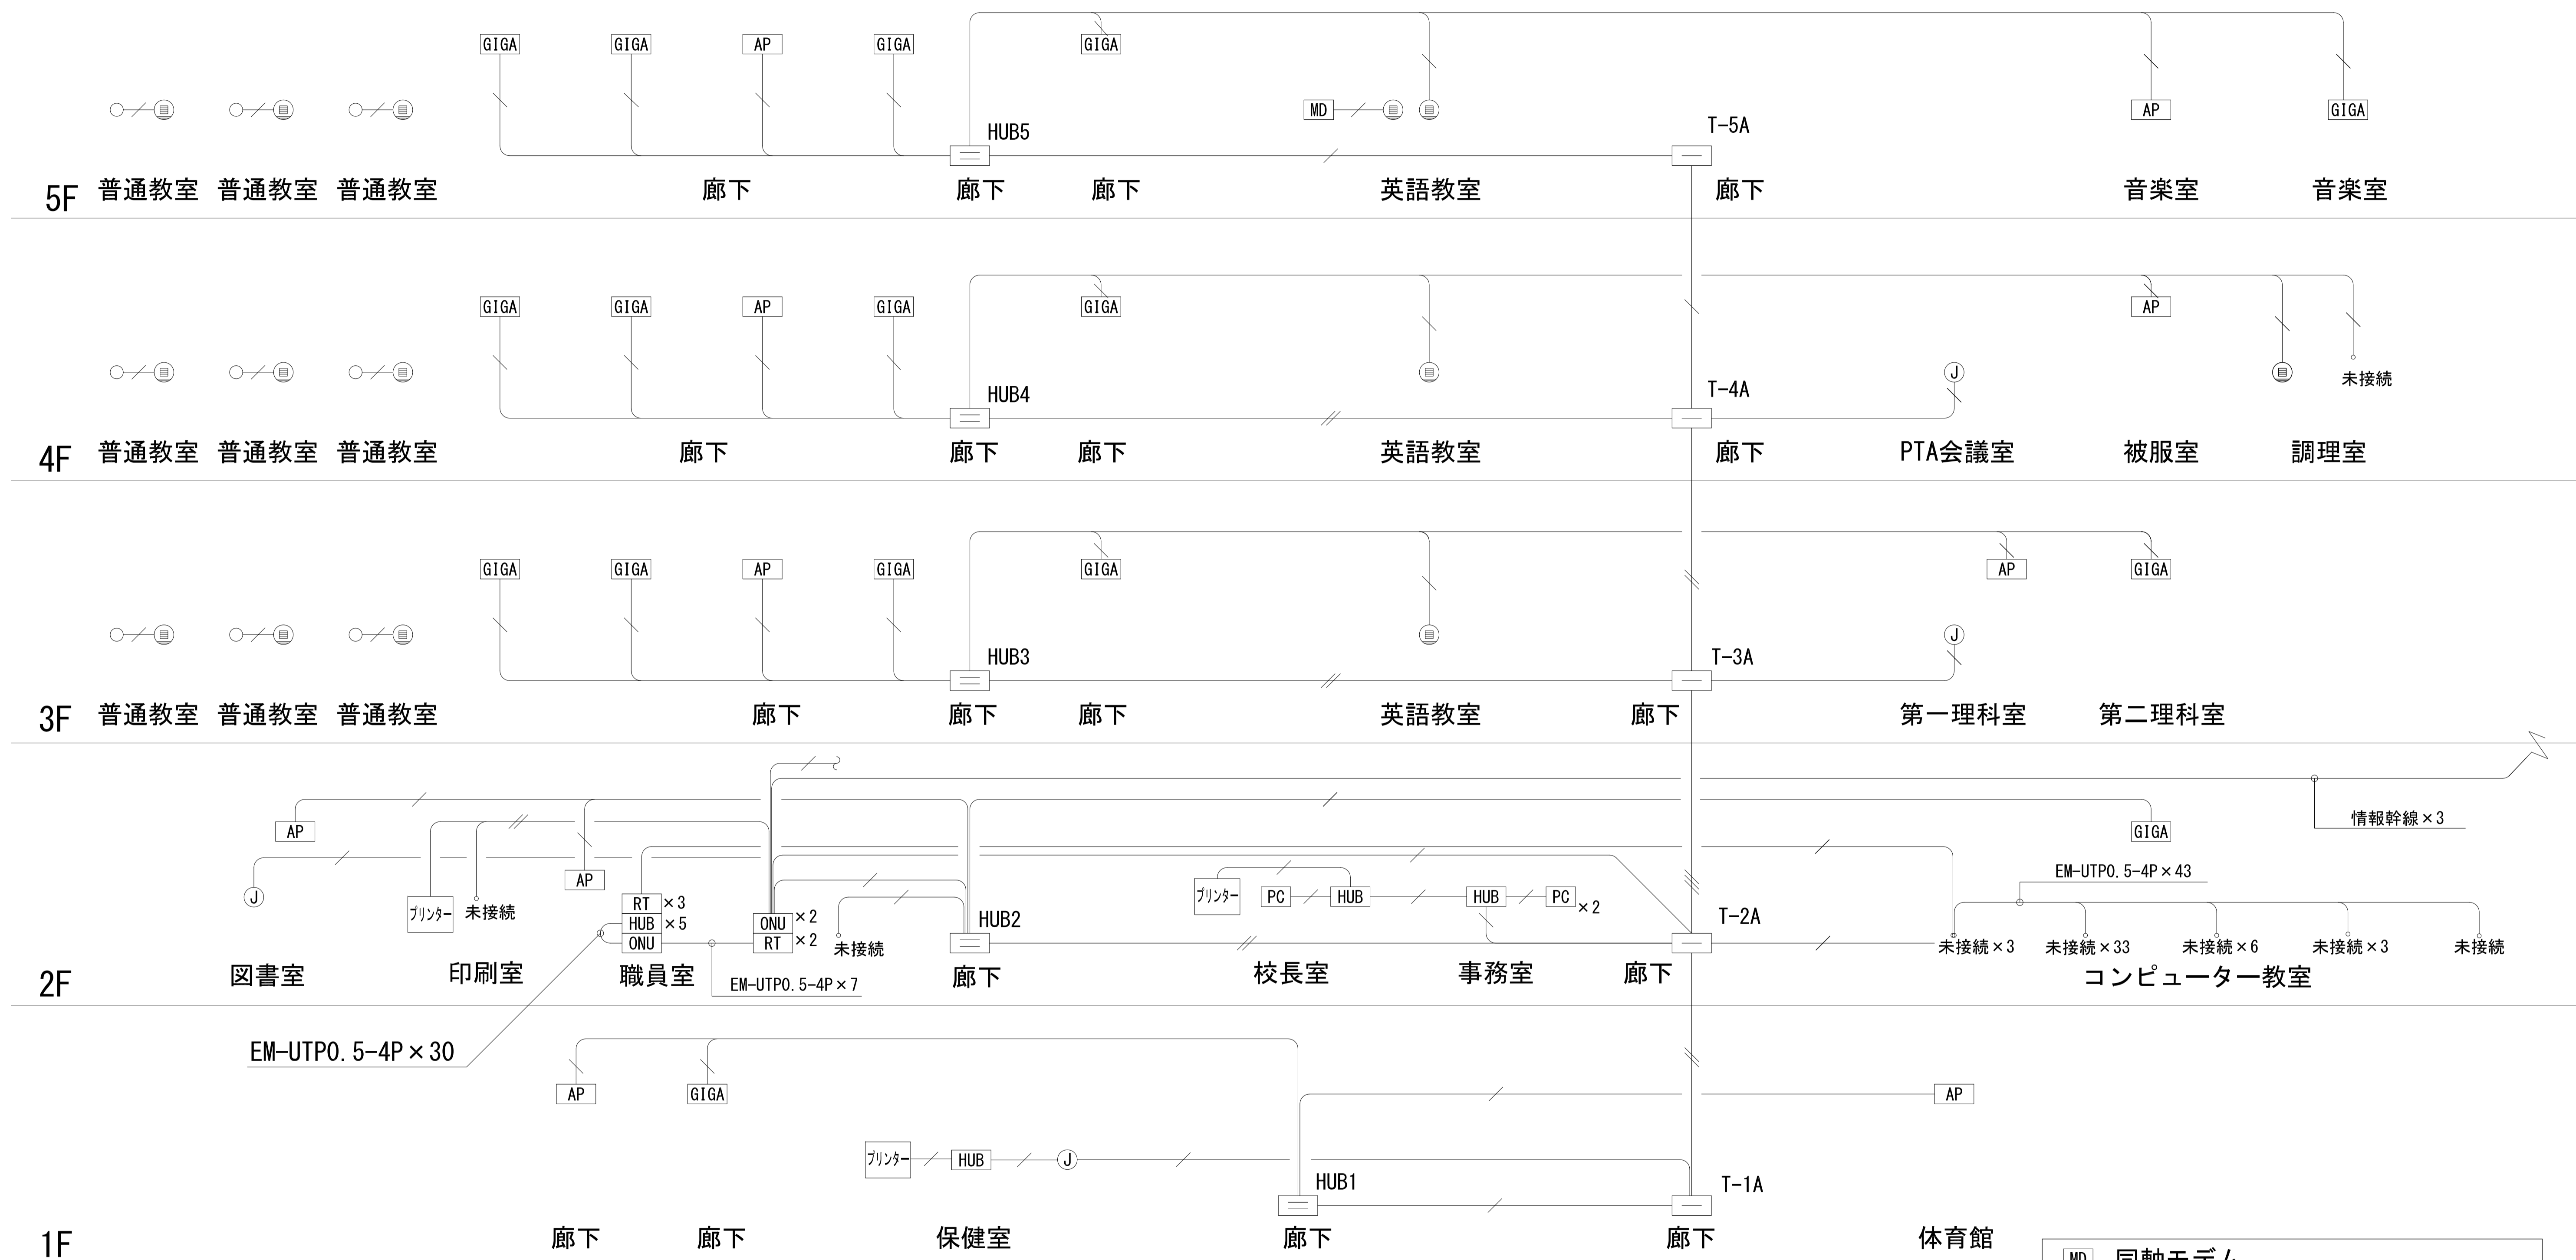 GIGA GIGA AP GIGA GIGA
MD AP GIGA
HUB5 T-5A
5F 普通教室 普通教室 普通教室 廊下 廊下 廊下 英語教室 廊下 音楽室 音楽室
GIGA GIGA AP GIGA GIGA AP
J 未接続
HUB4 T-4A
4F 普通教室 普通教室 普通教室 廊下 廊下 廊下 英語教室 廊下 PTA会議室 被服室 調理室
GIGA GIGA AP GIGA GIGA AP GIGA
J
HUB3 T-3A
3F 普通教室 普通教室 普通教室 廊下 廊下 廊下 英語教室 廊下 第一理科室 第二理科室
情報幹線×3
AP GIGA
EM-UTP0.5-4P×43
J AP
プリンター 未接続 RT ×3 プリンター PC HUB HUB PC ×2
HUB ×5 ONU ×2 HUB2 T-2A
ONU RT ×2 未接続 未接続×3 未接続×33 未接続×6 未接続×3 未接続
2F 図書室 印刷室 職員室 EM-UTP0.5-4P×7 廊下 校長室 事務室 廊下 コンピューター教室
EM-UTP0.5-4P×30
AP GIGA AP
プリンター HUB J
HUB1 T-1A
1F 廊下 廊下 保健室 廊下 廊下 体育館
MD 同軸モデム